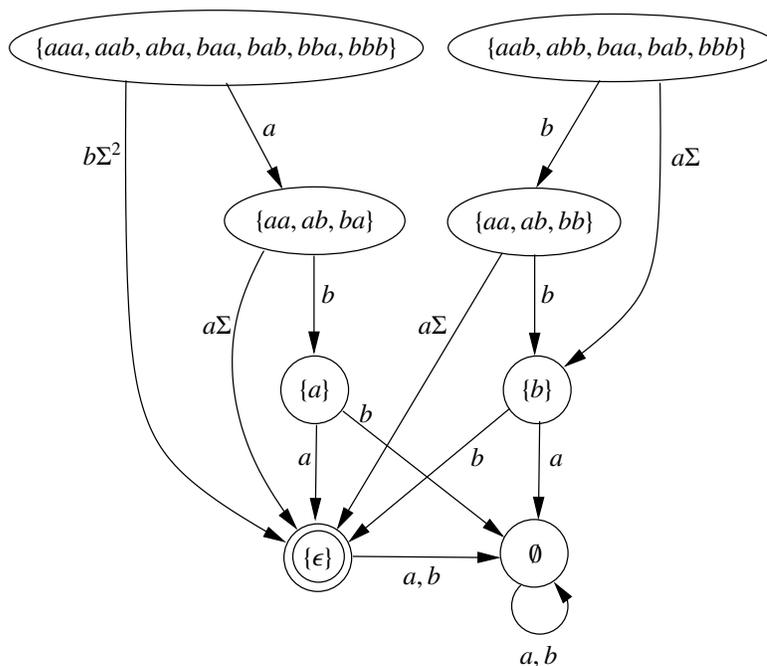 {aaa, aab, aba, baa, bab, bba, bbb}
{aab, abb, baa, bab, bbb}
a
b
bΣ²
aΣ
{aa, ab, ba}
{aa, ab, bb}
b
b
aΣ
aΣ
{a}
{b}
b
a
b
a
{ϵ}
∅
a, b
a, b